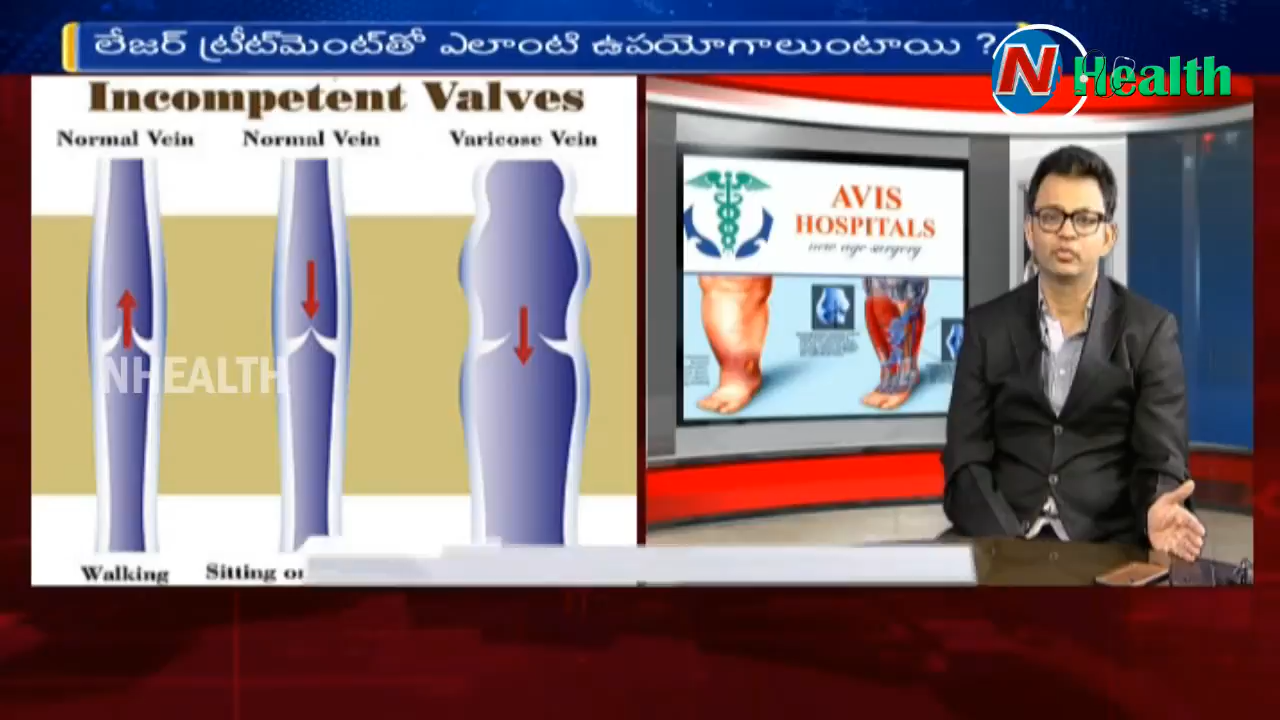 లేజర్ ట్రీట్‌మెంట్‌తో ఎలాంటి ఉపయోగాలుంటాయి ?
N Health
Incompetent Valves
Normal Vein
Normal Vein
Varicose Vein
NHEALTH
Walking
Sitting or
AVIS
HOSPITALS
new age surgery